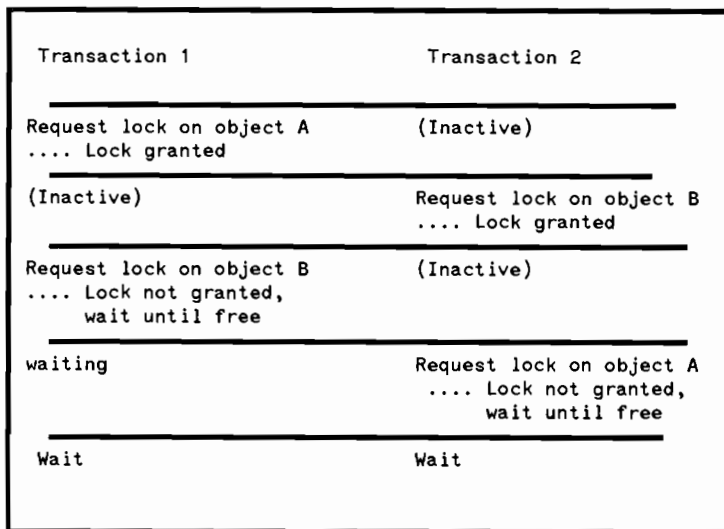 Transaction 1 Transaction 2
Request lock on object A (Inactive)
.... Lock granted
(Inactive) Request lock on object B
.... Lock granted
Request lock on object B (Inactive)
.... Lock not granted,
wait until free
waiting Request lock on object A
.... Lock not granted,
wait until free
Wait Wait